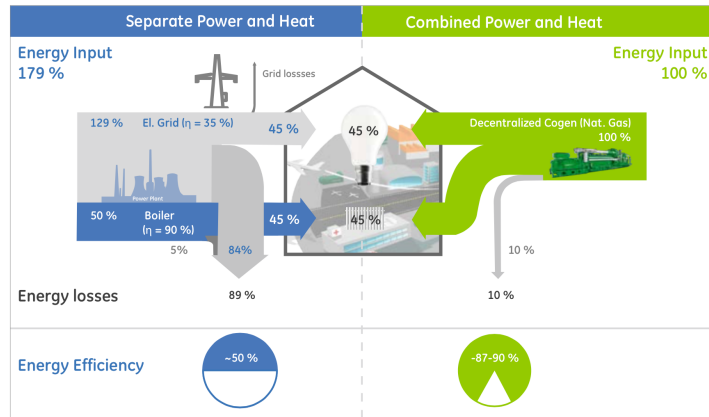 Separate Power and Heat
Combined Power and Heat
Energy Input
179 %
Energy Input
100 %
Grid lossses
129 %
El. Grid (η = 35 %)
45 %
45 %
Decentralized Cogen (Nat. Gas)
100 %
Power Plant
50 %
Boiler
(η = 90 %)
45 %
45 %
5%
84%
10 %
Energy losses
89 %
10 %
Energy Efficiency
~50 %
-87-90 %